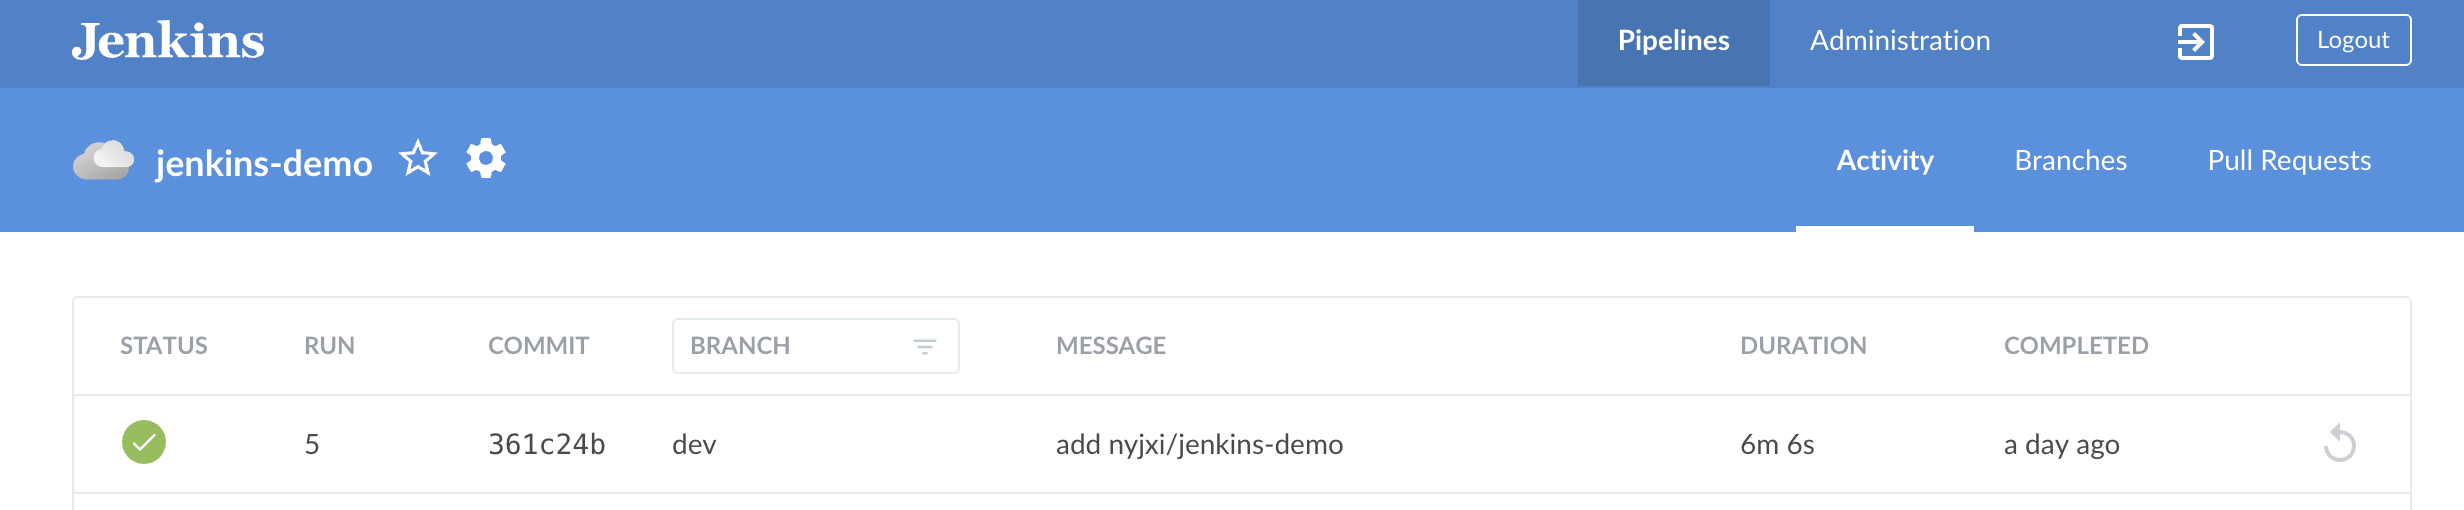 Jenkins Pipelines Administration Logout
jenkins-demo Activity Branches Pull Requests
STATUS RUN COMMIT BRANCH MESSAGE DURATION COMPLETED
5 361c24b dev add nyjxi/jenkins-demo 6m 6s a day ago